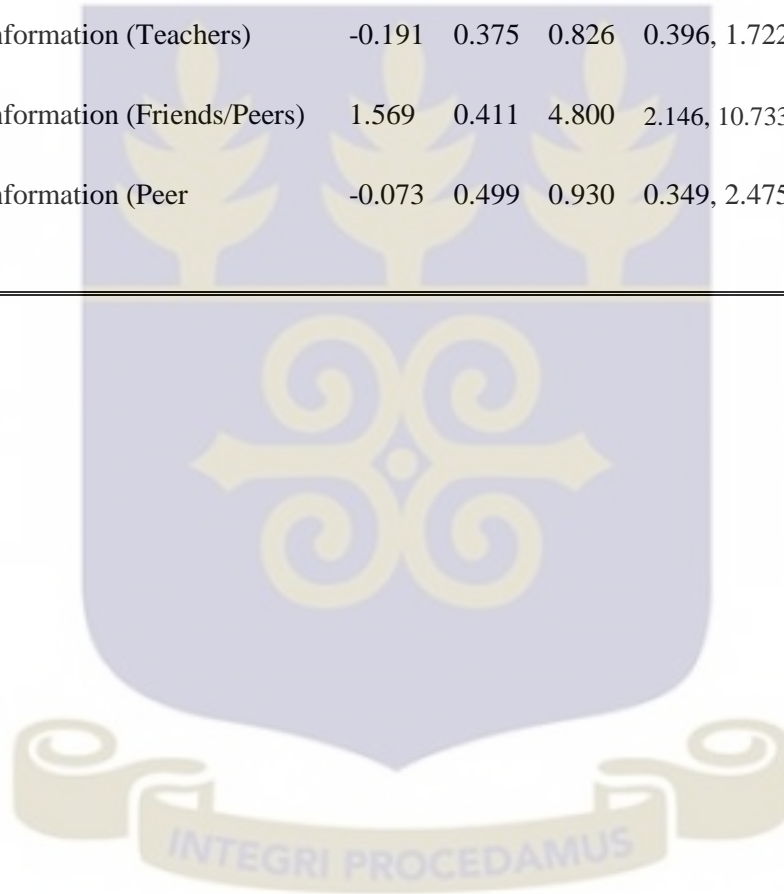 nformation (Teachers) -0.191 0.375 0.826 0.396, 1.722
nformation (Friends/Peers) 1.569 0.411 4.800 2.146, 10.733
nformation (Peer -0.073 0.499 0.930 0.349, 2.475
INTEGRI PROCEDAMUS